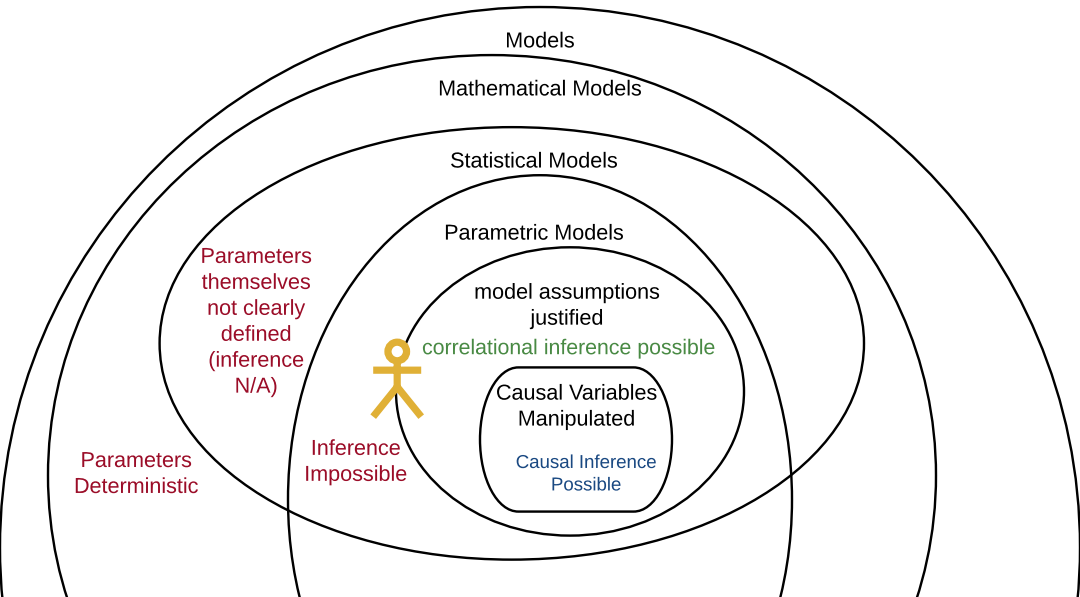 Models
Mathematical Models
Statistical Models
Parametric Models
Parameters
themselves
not clearly
defined
(inference
N/A)
model assumptions
justified
correlational inference possible
Causal Variables
Manipulated
Causal Inference
Possible
Inference
Impossible
Parameters
Deterministic